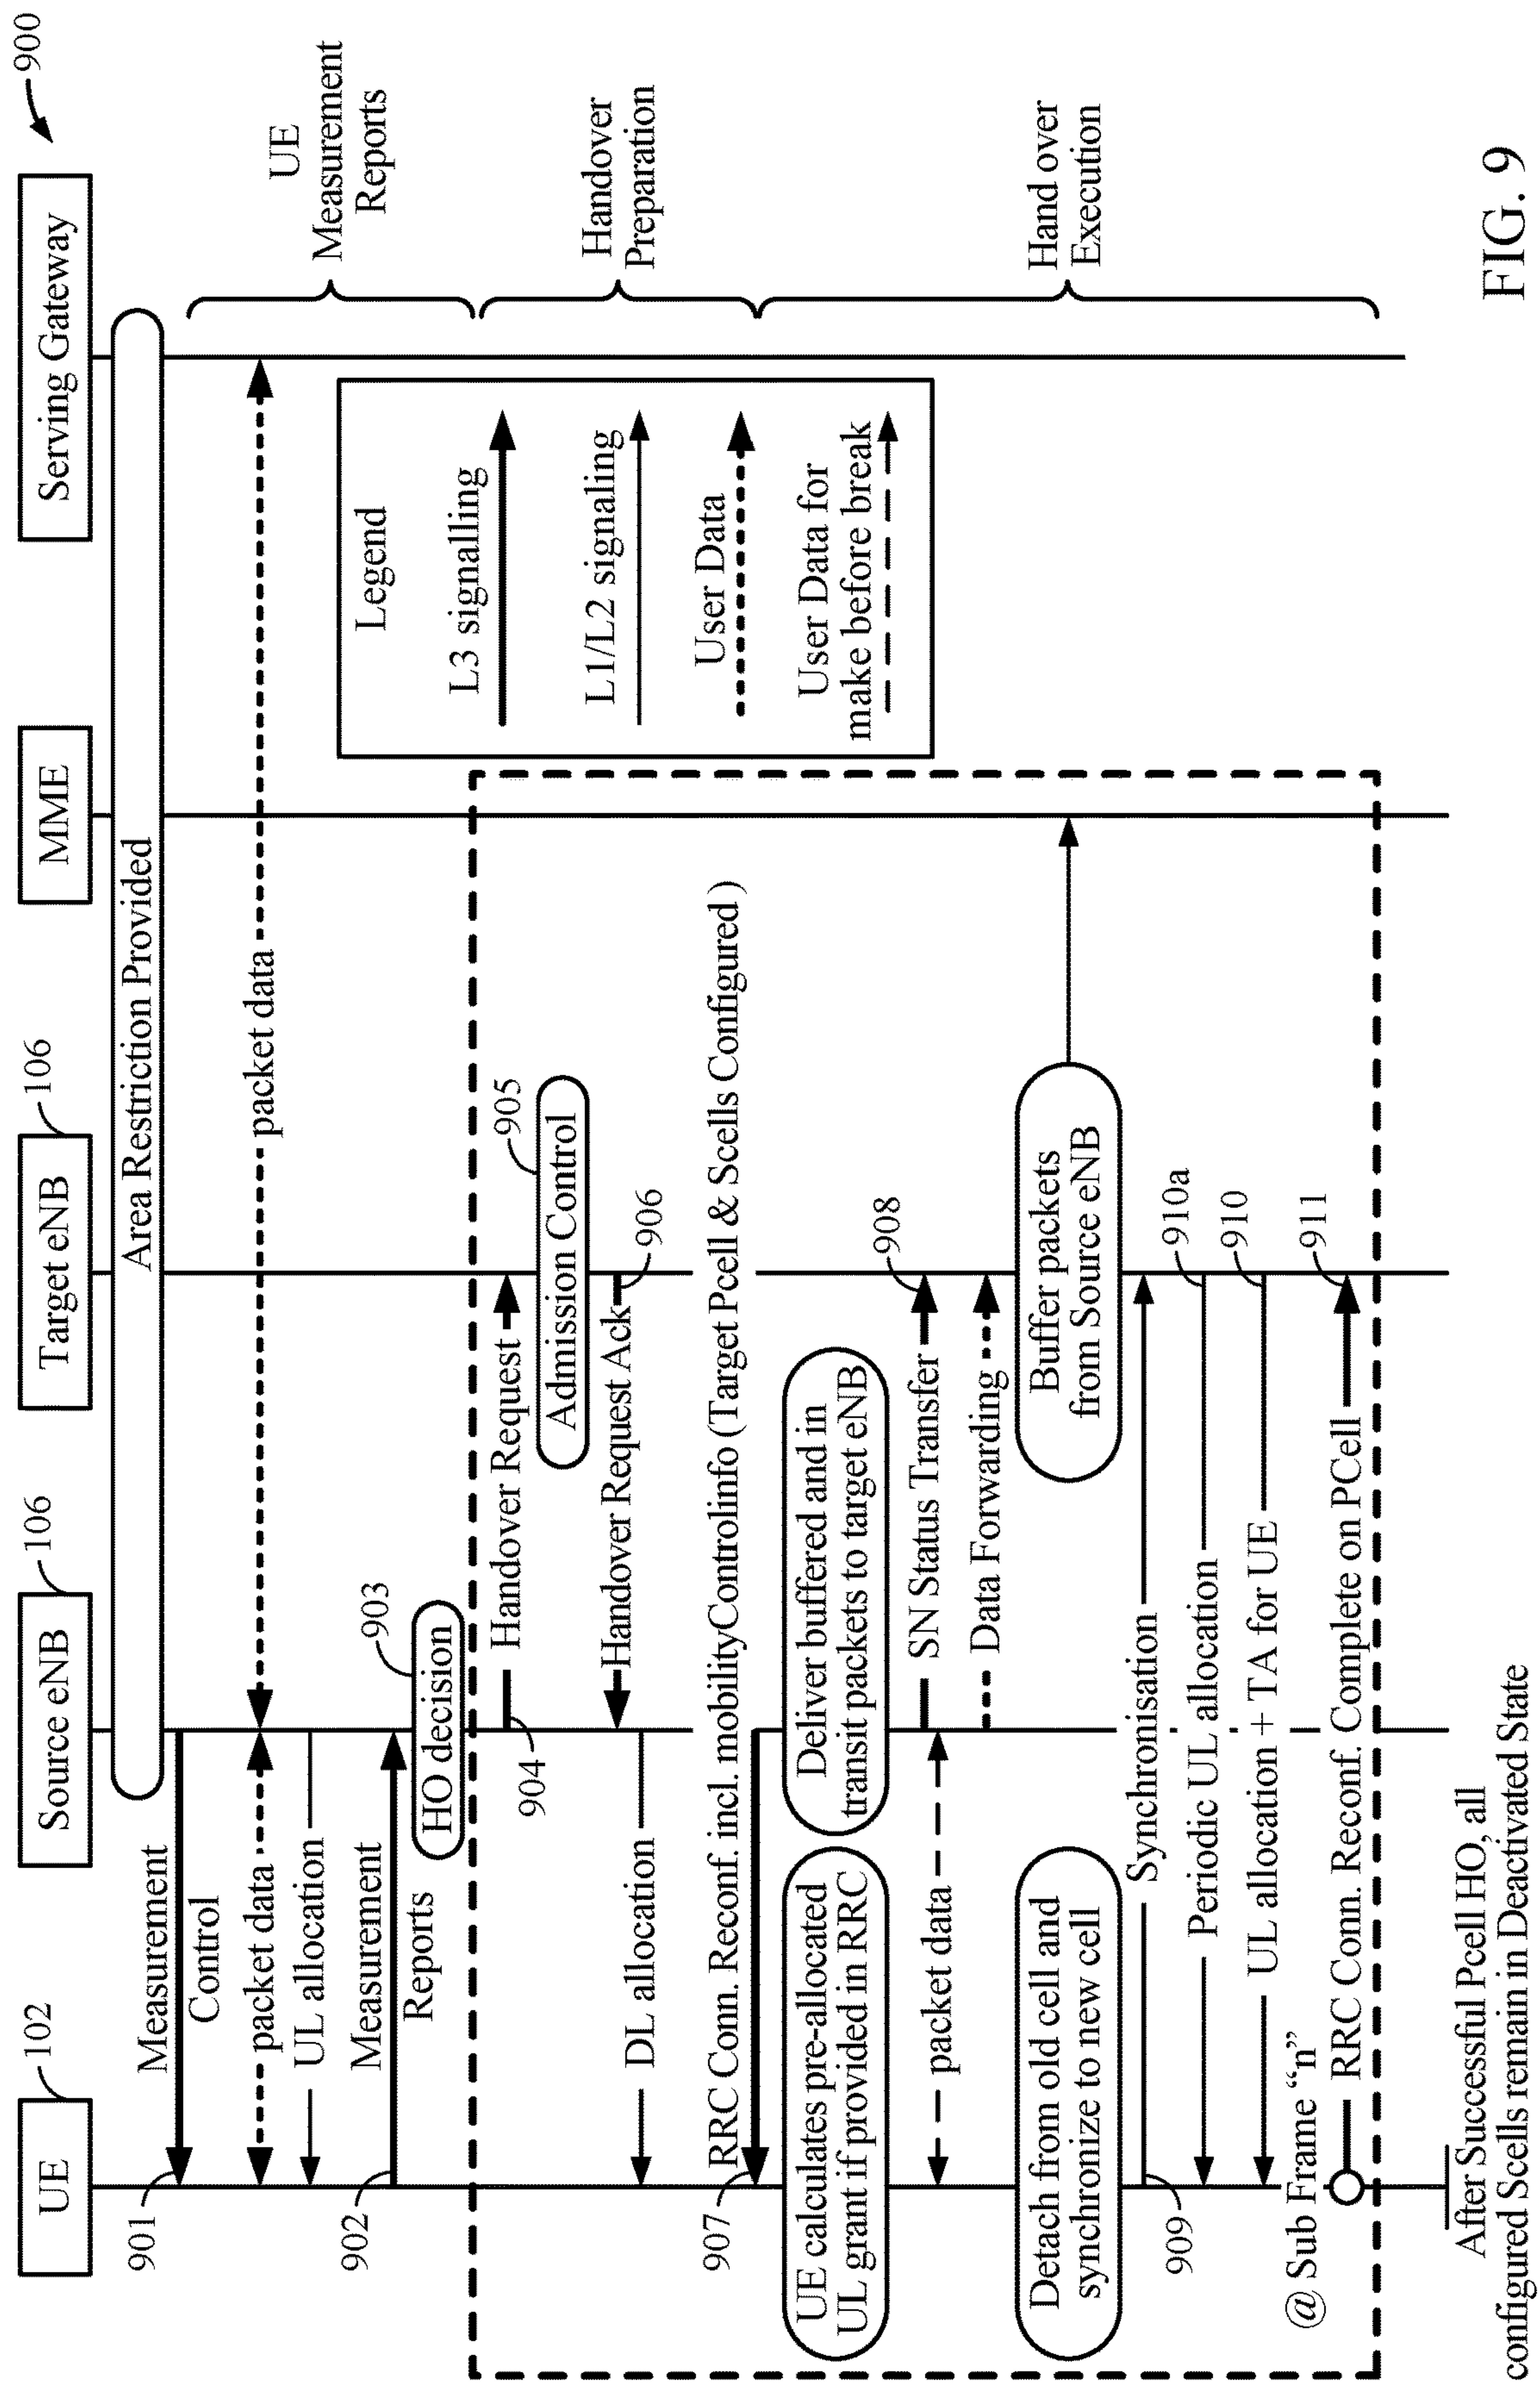 900
UE
102
Source eNB
106
Target eNB
106
MME
Serving Gateway
Area Restriction Provided
901
Measurement
Control
packet data
packet data
UL allocation
902
Measurement
Reports
903
HO decision
UE
Measurement
Reports
904
Handover Request
905
Admission Control
Handover Request Ack
906
DL allocation
Handover
Preparation
Legend
L3 signalling
L1/L2 signaling
User Data
User Data for
make before break
907
RRC Conn. Reconf. incl. mobilityControlinfo (Target Pcell & Scells Configured )
UE calculates pre-allocated
UL grant if provided in RRC
Deliver buffered and in
transit packets to target eNB
packet data
SN Status Transfer
908
Data Forwarding
Detach from old cell and
synchronize to new cell
Buffer packets
from Source eNB
Hand over
Execution
909
Synchronisation
Periodic UL allocation
910a
UL allocation + TA for UE
910
@ Sub Frame “n”
RRC Conn. Reconf. Complete on PCell
911
After Successful Pcell HO, all
configured Scells remain in Deactivated State
FIG. 9